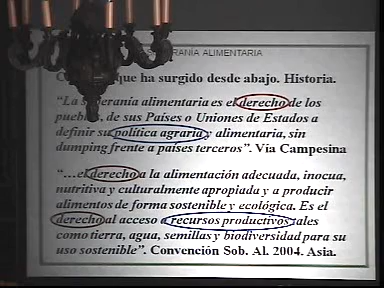 RANÍA ALIMENTARIA
que ha surgido desde abajo. Historia.
“La soberanía alimentaria es el derecho de los
pueblos, de sus Países o Uniones de Estados a
definir su política agraria y alimentaria, sin
dumping frente a países terceros”. Vía Campesina
“…el derecho a la alimentación adecuada, inocua,
nutritiva y culturalmente apropiada y a producir
alimentos de forma sostenible y ecológica. Es el
derecho al acceso a recursos productivos tales
como tierra, agua, semillas y biodiversidad para su
uso sostenible”. Convención Sob. Al. 2004. Asia.